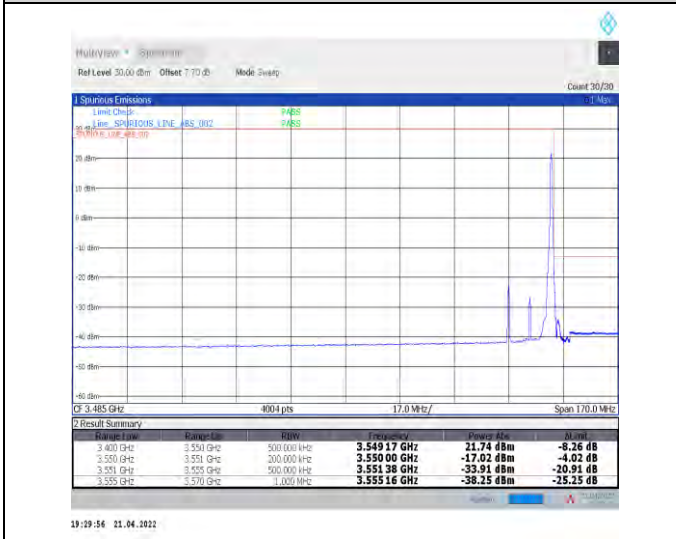 MultiView Spectrum
Ref Level 30.00 dBm Offset 7.70 dB Mode Sweep
Count 30/30
1 Spurious Emissions
Limit Check PASS
Line _SPURIOUS_LINE_ABS_002 PASS
20 dBm
10 dBm
0 dBm
-10 dBm
-20 dBm
-30 dBm
-40 dBm
-50 dBm
-60 dBm
CF 3.485 GHz 4004 pts 17.0 MHz/ Span 170.0 MHz
2 Result Summary
Range Low Range Up RBW Frequency Power Abs ΔLimit
3.400 GHz 3.550 GHz 500.000 kHz 3.549 17 GHz 21.74 dBm -8.26 dB
3.550 GHz 3.551 GHz 200.000 kHz 3.550 00 GHz -17.02 dBm -4.02 dB
3.551 GHz 3.555 GHz 500.000 kHz 3.551 38 GHz -33.91 dBm -20.91 dB
3.555 GHz 3.570 GHz 1.000 MHz 3.555 16 GHz -38.25 dBm -25.25 dB
19:29:56 21.04.2022